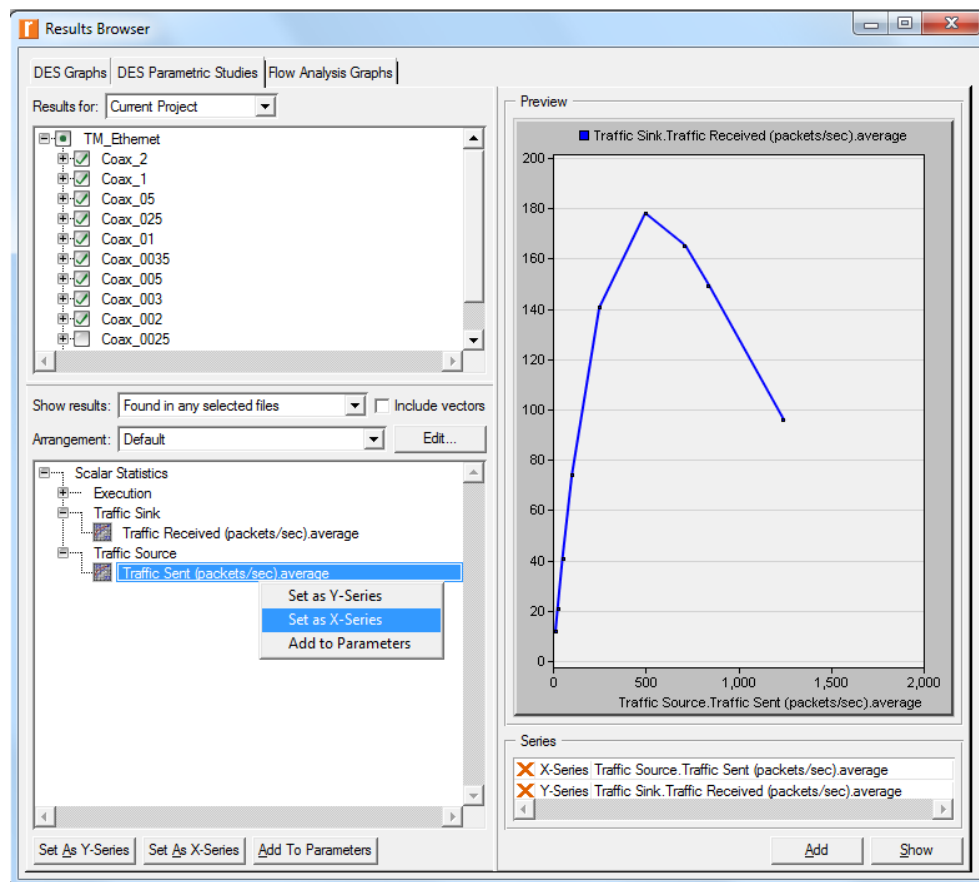 Results Browser
DES Graphs DES Parametric Studies Flow Analysis Graphs
Results for: Current Project
TM_Ethernet
Coax_2
Coax_1
Coax_05
Coax_025
Coax_01
Coax_0035
Coax_005
Coax_003
Coax_002
Coax_0025
Show results: Found in any selected files Include vectors
Arrangement: Default Edit...
Scalar Statistics
Execution
Traffic Sink
Traffic Received (packets/sec).average
Traffic Source
Traffic Sent (packets/sec).average
Set as Y-Series
Set as X-Series
Add to Parameters
Set As Y-Series Set As X-Series Add To Parameters
Preview
Traffic Sink.Traffic Received (packets/sec).average
200
180
160
140
120
100
80
60
40
20
0
0 500 1,000 1,500 2,000
Traffic Source.Traffic Sent (packets/sec).average
Series
X-Series Traffic Source.Traffic Sent (packets/sec).average
Y-Series Traffic Sink.Traffic Received (packets/sec).average
Add Show